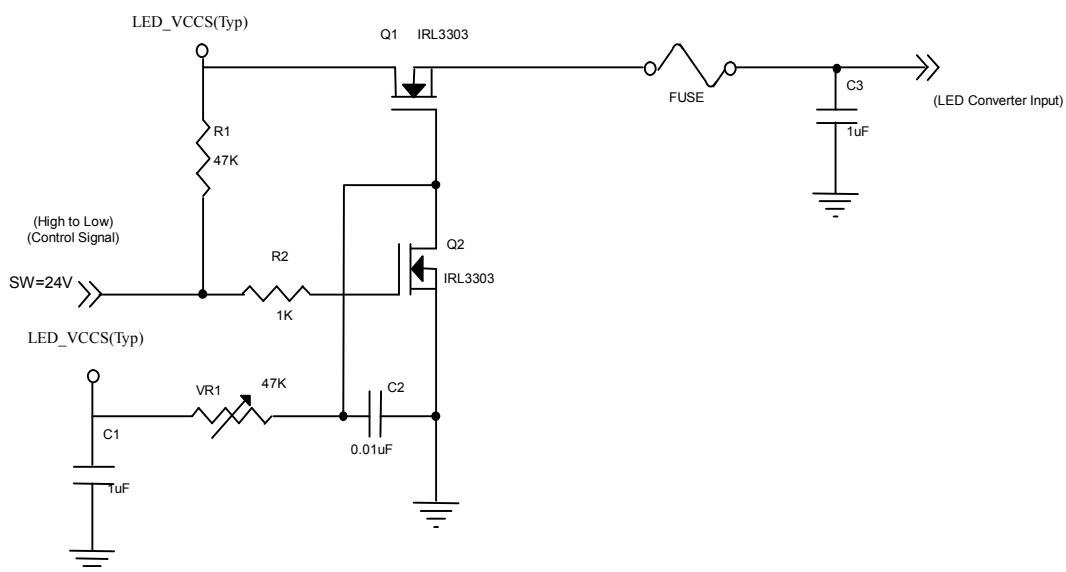 LED_VCCS(Typ)
Q1 IRL3303
FUSE
C3
(LED Converter Input)
1uF
R1
47K
(High to Low)
(Control Signal)
R2
Q2
IRL3303
SW=24V
1K
LED_VCCS(Typ)
VR1
47K
C2
C1
0.01uF
1uF